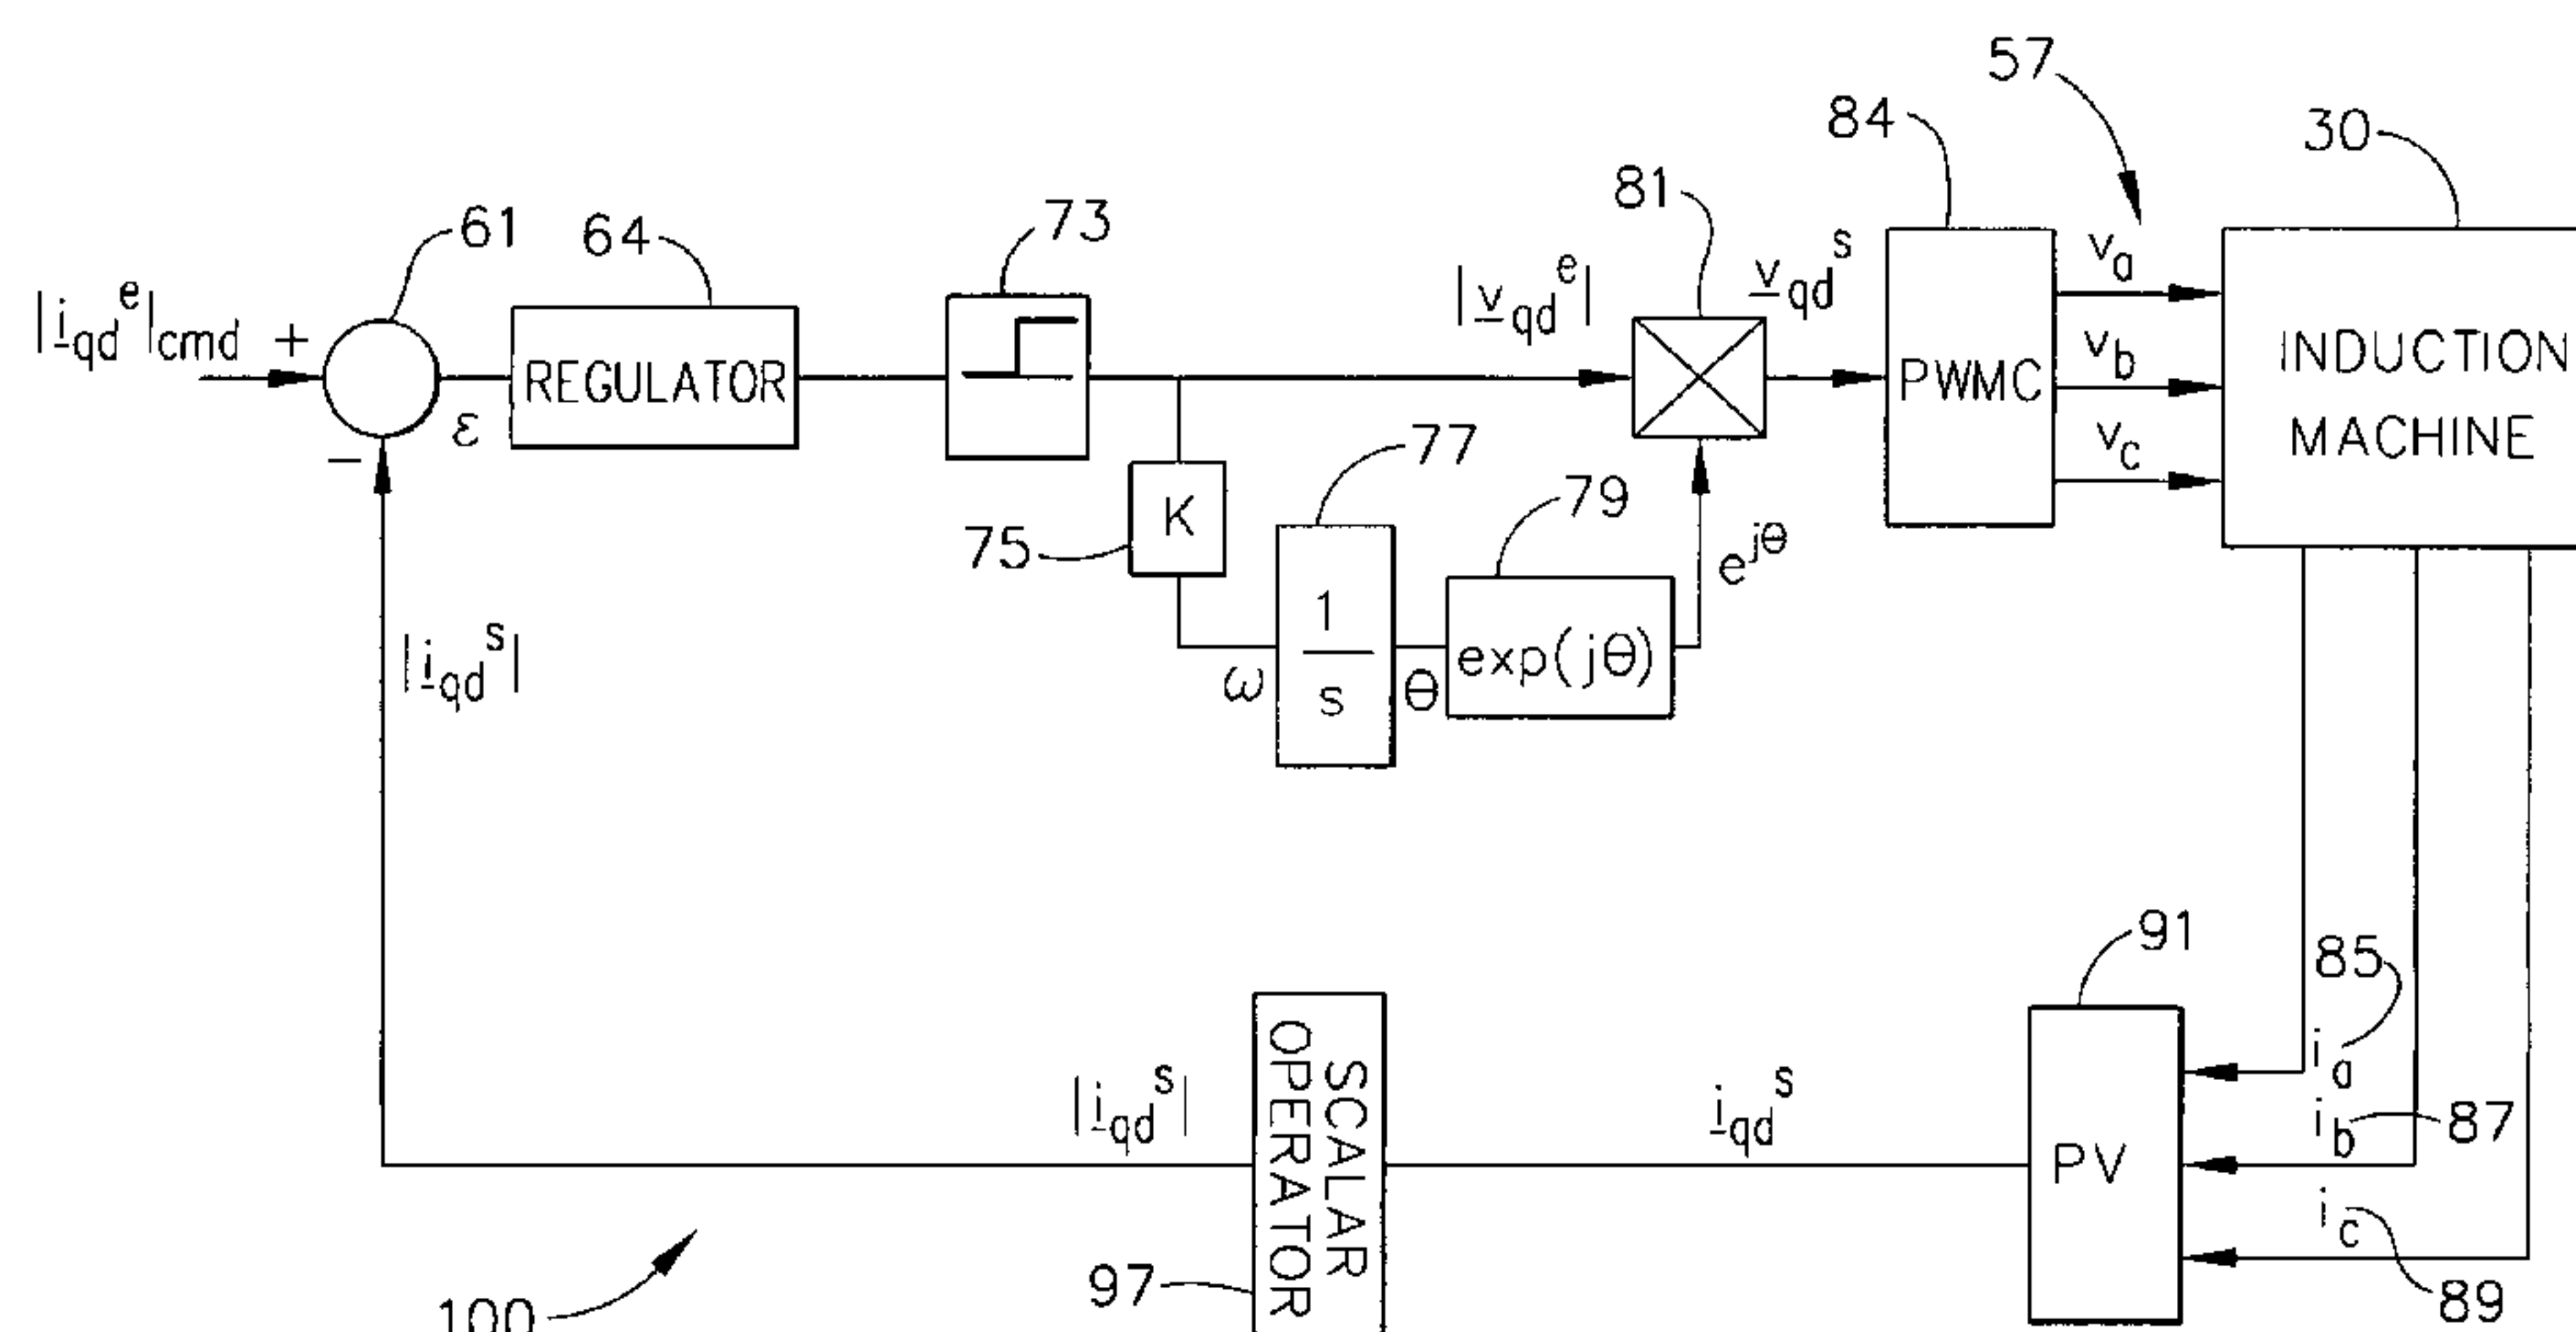 57
84
30
81
61
64
73
|i_qd^e|cmd
+
−
ε
REGULATOR
|v_qd^e|
v_qd^s
PWMC
v_a
v_b
v_c
INDUCTION
MACHINE
K
75
77
79
ω
1
s
θ
exp(jθ)
e^jθ
|i_qd^s|
91
85
i_a
i_b
87
i_c
89
PV
i_qd^s
SCALAR
OPERATOR
97
|i_qd^s|
100